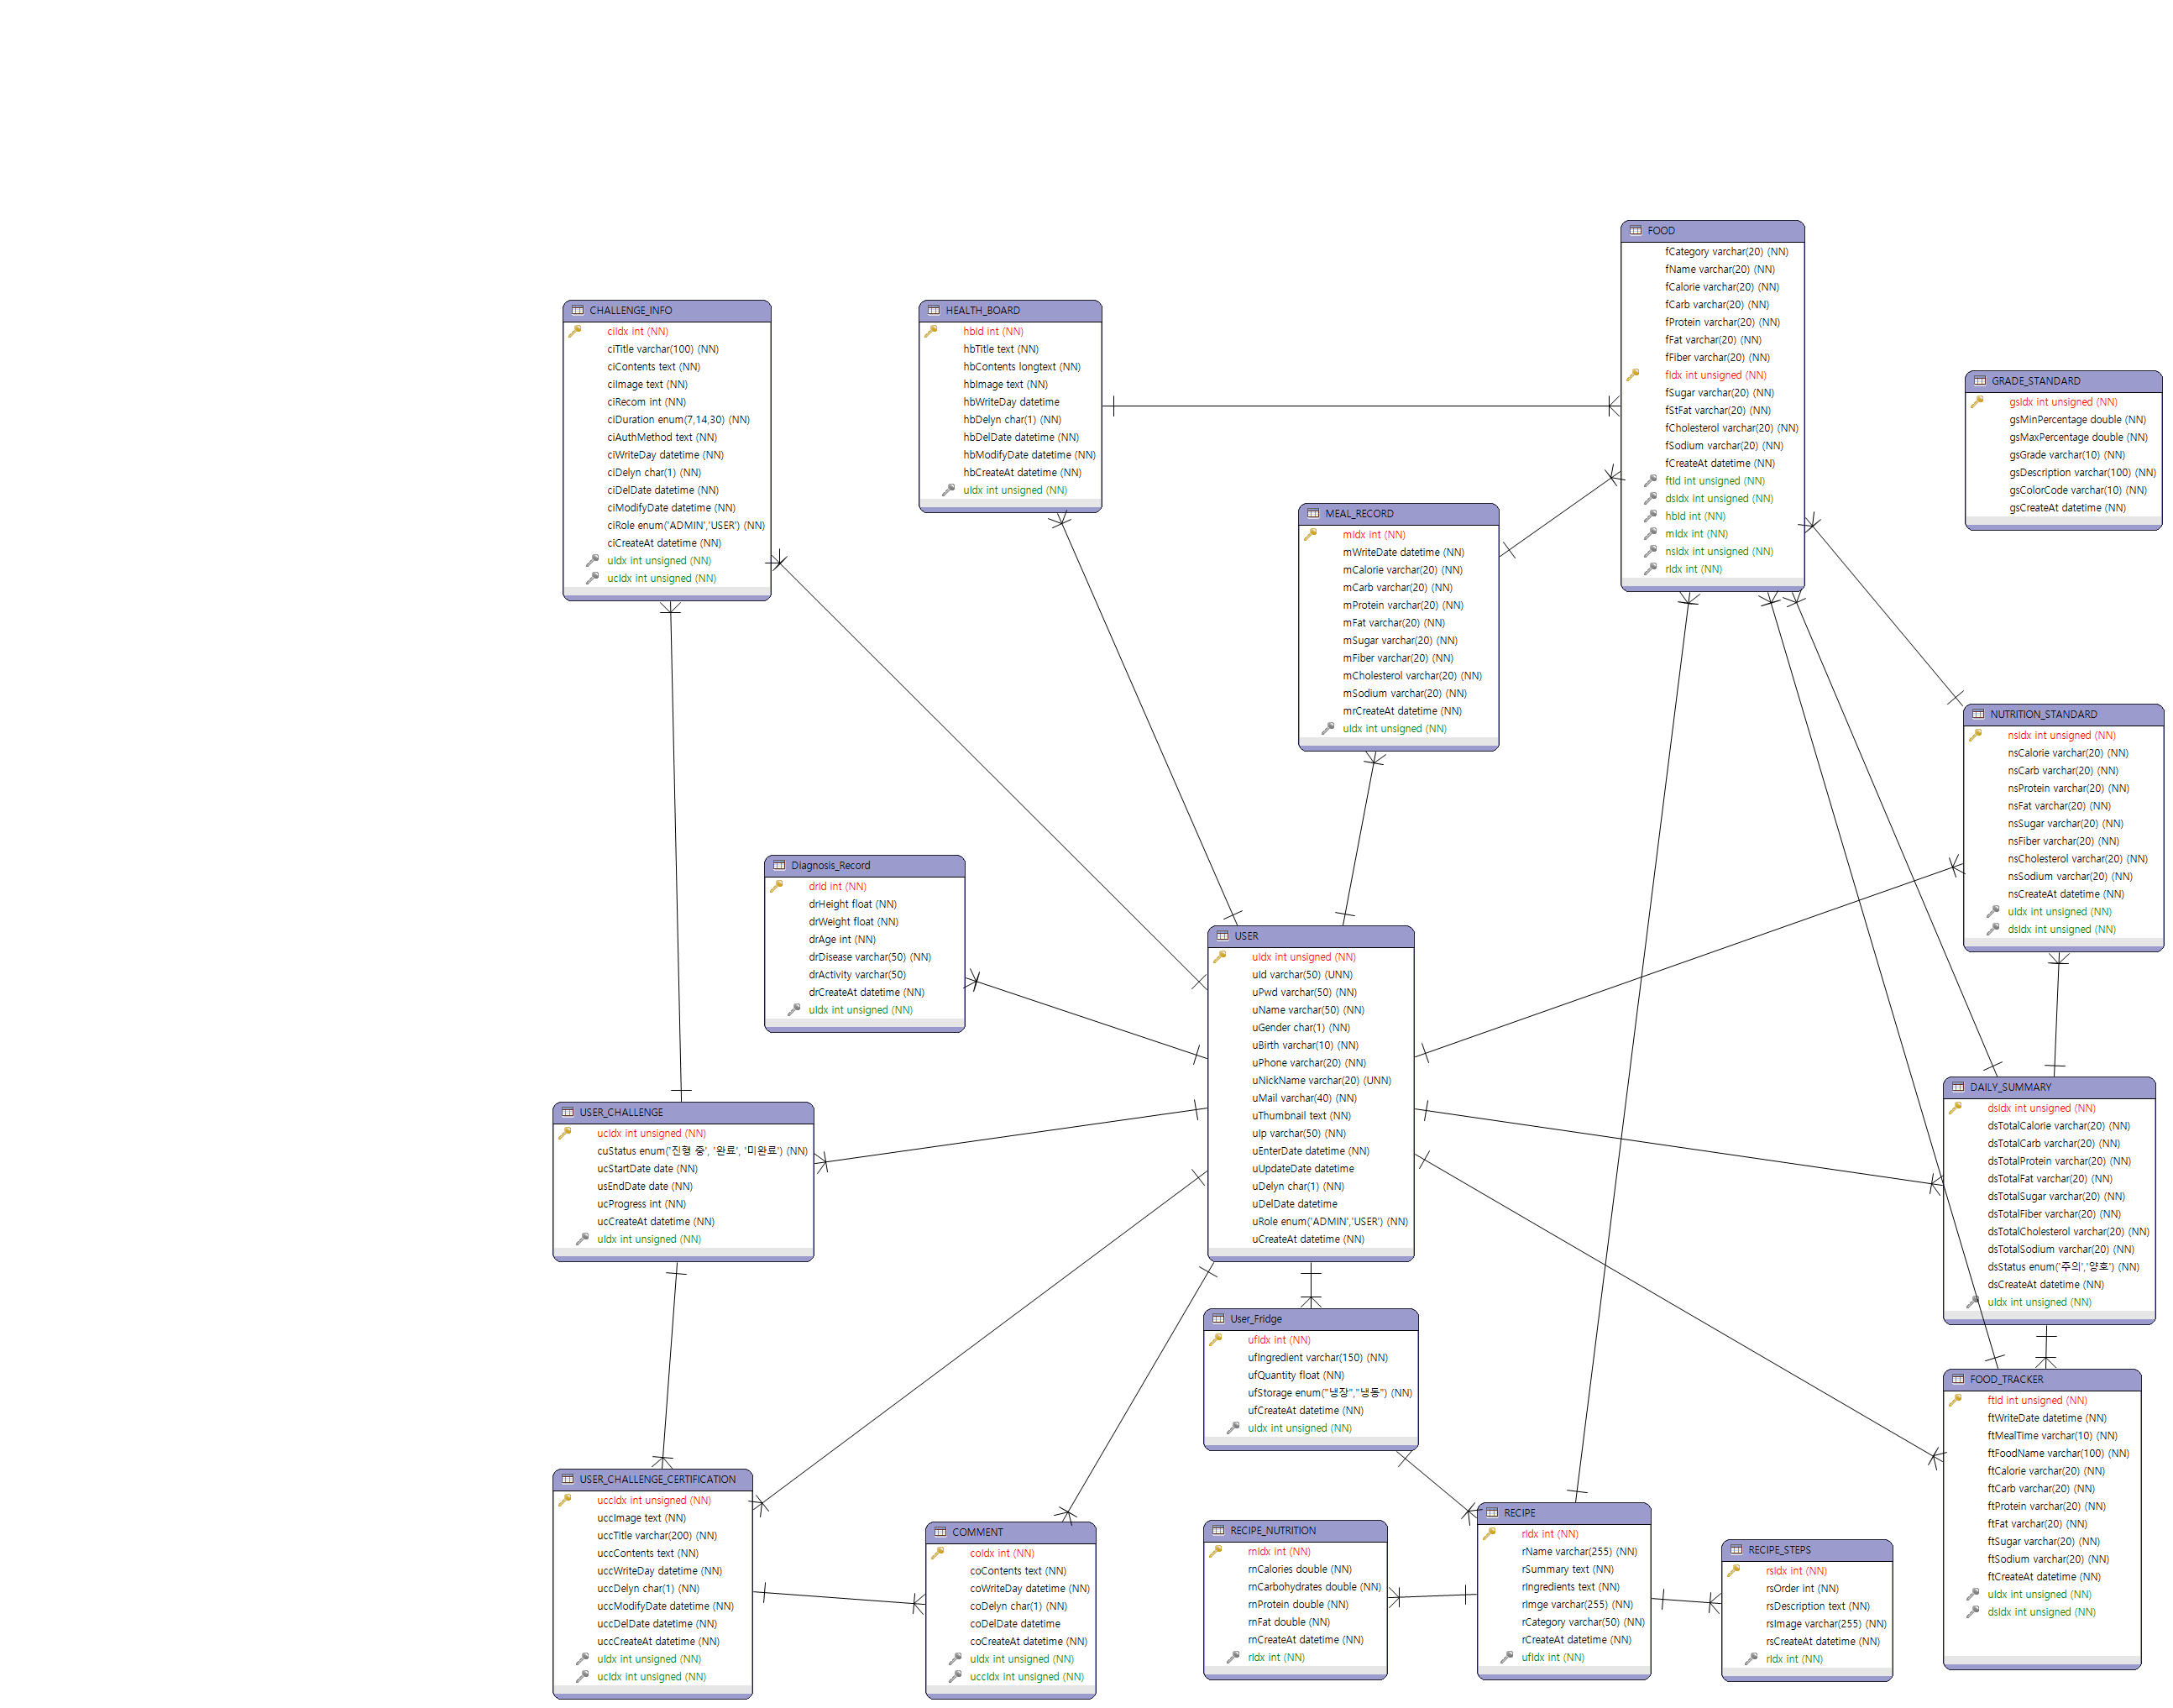 FOOD
fCategory varchar(20) (NN)
fName varchar(20) (NN)
fCalorie varchar(20) (NN)
fCarb varchar(20) (NN)
fProtein varchar(20) (NN)
fFat varchar(20) (NN)
fFiber varchar(20) (NN)
fIdx int unsigned (NN)
fSugar varchar(20) (NN)
fStFat varchar(20) (NN)
fCholesterol varchar(20) (NN)
fSodium varchar(20) (NN)
fCreateAt datetime (NN)
ftId int unsigned (NN)
dsIdx int unsigned (NN)
hbId int (NN)
mIdx int (NN)
nsIdx int unsigned (NN)
rIdx int (NN)
CHALLENGE_INFO
ciIdx int (NN)
ciTitle varchar(100) (NN)
ciContents text (NN)
ciImage text (NN)
ciRecom int (NN)
ciDuration enum(7,14,30) (NN)
ciAuthMethod text (NN)
ciWriteDay datetime (NN)
ciDelyn char(1) (NN)
ciDelDate datetime (NN)
ciModifyDate datetime (NN)
ciRole enum('ADMIN','USER') (NN)
ciCreateAt datetime (NN)
uIdx int unsigned (NN)
ucIdx int unsigned (NN)
HEALTH_BOARD
hbId int (NN)
hbTitle text (NN)
hbContents longtext (NN)
hbImage text (NN)
hbWriteDay datetime
hbDelyn char(1) (NN)
hbDelDate datetime (NN)
hbModifyDate datetime (NN)
hbCreateAt datetime (NN)
uIdx int unsigned (NN)
GRADE_STANDARD
gsIdx int unsigned (NN)
gsMinPercentage double (NN)
gsMaxPercentage double (NN)
gsGrade varchar(10) (NN)
gsDescription varchar(100) (NN)
gsColorCode varchar(10) (NN)
gsCreateAt datetime (NN)
MEAL_RECORD
mIdx int (NN)
mWriteDate datetime (NN)
mCalorie varchar(20) (NN)
mCarb varchar(20) (NN)
mProtein varchar(20) (NN)
mFat varchar(20) (NN)
mSugar varchar(20) (NN)
mFiber varchar(20) (NN)
mCholesterol varchar(20) (NN)
mSodium varchar(20) (NN)
mrCreateAt datetime (NN)
uIdx int unsigned (NN)
NUTRITION_STANDARD
nsIdx int unsigned (NN)
nsCalorie varchar(20) (NN)
nsCarb varchar(20) (NN)
nsProtein varchar(20) (NN)
nsFat varchar(20) (NN)
nsSugar varchar(20) (NN)
nsFiber varchar(20) (NN)
nsCholesterol varchar(20) (NN)
nsSodium varchar(20) (NN)
nsCreateAt datetime (NN)
uIdx int unsigned (NN)
dsIdx int unsigned (NN)
Diagnosis_Record
drId int (NN)
drHeight float (NN)
drWeight float (NN)
drAge int (NN)
drDisease varchar(50) (NN)
drActivity varchar(50)
drCreateAt datetime (NN)
uIdx int unsigned (NN)
USER
uIdx int unsigned (NN)
uId varchar(50) (UNN)
uPwd varchar(50) (NN)
uName varchar(50) (NN)
uGender char(1) (NN)
uBirth varchar(10) (NN)
uPhone varchar(20) (NN)
uNickName varchar(20) (UNN)
uMail varchar(40) (NN)
uThumbnail text (NN)
uIp varchar(50) (NN)
uEnterDate datetime (NN)
uUpdateDate datetime
uDelyn char(1) (NN)
uDelDate datetime
uRole enum('ADMIN','USER') (NN)
uCreateAt datetime (NN)
USER_CHALLENGE
ucIdx int unsigned (NN)
cuStatus enum('진행 중', '완료', '미완료') (NN)
ucStartDate date (NN)
usEndDate date (NN)
ucProgress int (NN)
ucCreateAt datetime (NN)
uIdx int unsigned (NN)
DAILY_SUMMARY
dsIdx int unsigned (NN)
dsTotalCalorie varchar(20) (NN)
dsTotalCarb varchar(20) (NN)
dsTotalProtein varchar(20) (NN)
dsTotalFat varchar(20) (NN)
dsTotalSugar varchar(20) (NN)
dsTotalFiber varchar(20) (NN)
dsTotalCholesterol varchar(20) (NN)
dsTotalSodium varchar(20) (NN)
dsStatus enum('주의','양호') (NN)
dsCreateAt datetime (NN)
uIdx int unsigned (NN)
User_Fridge
ufIdx int (NN)
ufIngredient varchar(150) (NN)
ufQuantity float (NN)
ufStorage enum("냉장","냉동") (NN)
ufCreateAt datetime (NN)
uIdx int unsigned (NN)
FOOD_TRACKER
ftId int unsigned (NN)
ftWriteDate datetime (NN)
ftMealTime varchar(10) (NN)
ftFoodName varchar(100) (NN)
ftCalorie varchar(20) (NN)
ftCarb varchar(20) (NN)
ftProtein varchar(20) (NN)
ftFat varchar(20) (NN)
ftSugar varchar(20) (NN)
ftSodium varchar(20) (NN)
ftCreateAt datetime (NN)
uIdx int unsigned (NN)
dsIdx int unsigned (NN)
USER_CHALLENGE_CERTIFICATION
uccIdx int unsigned (NN)
uccImage text (NN)
uccTitle varchar(200) (NN)
uccContents text (NN)
uccWriteDay datetime (NN)
uccDelyn char(1) (NN)
uccModifyDate datetime (NN)
uccDelDate datetime (NN)
uccCreateAt datetime (NN)
uIdx int unsigned (NN)
ucIdx int unsigned (NN)
COMMENT
coIdx int (NN)
coContents text (NN)
coWriteDay datetime (NN)
coDelyn char(1) (NN)
coDelDate datetime
coCreateAt datetime (NN)
uIdx int unsigned (NN)
uccIdx int unsigned (NN)
RECIPE_NUTRITION
rnIdx int (NN)
rnCalories double (NN)
rnCarbohydrates double (NN)
rnProtein double (NN)
rnFat double (NN)
rnCreateAt datetime (NN)
rIdx int (NN)
RECIPE
rIdx int (NN)
rName varchar(255) (NN)
rSummary text (NN)
rIngredients text (NN)
rImge varchar(255) (NN)
rCategory varchar(50) (NN)
rCreateAt datetime (NN)
ufIdx int (NN)
RECIPE_STEPS
rsIdx int (NN)
rsOrder int (NN)
rsDescription text (NN)
rsImage varchar(255) (NN)
rsCreateAt datetime (NN)
rIdx int (NN)